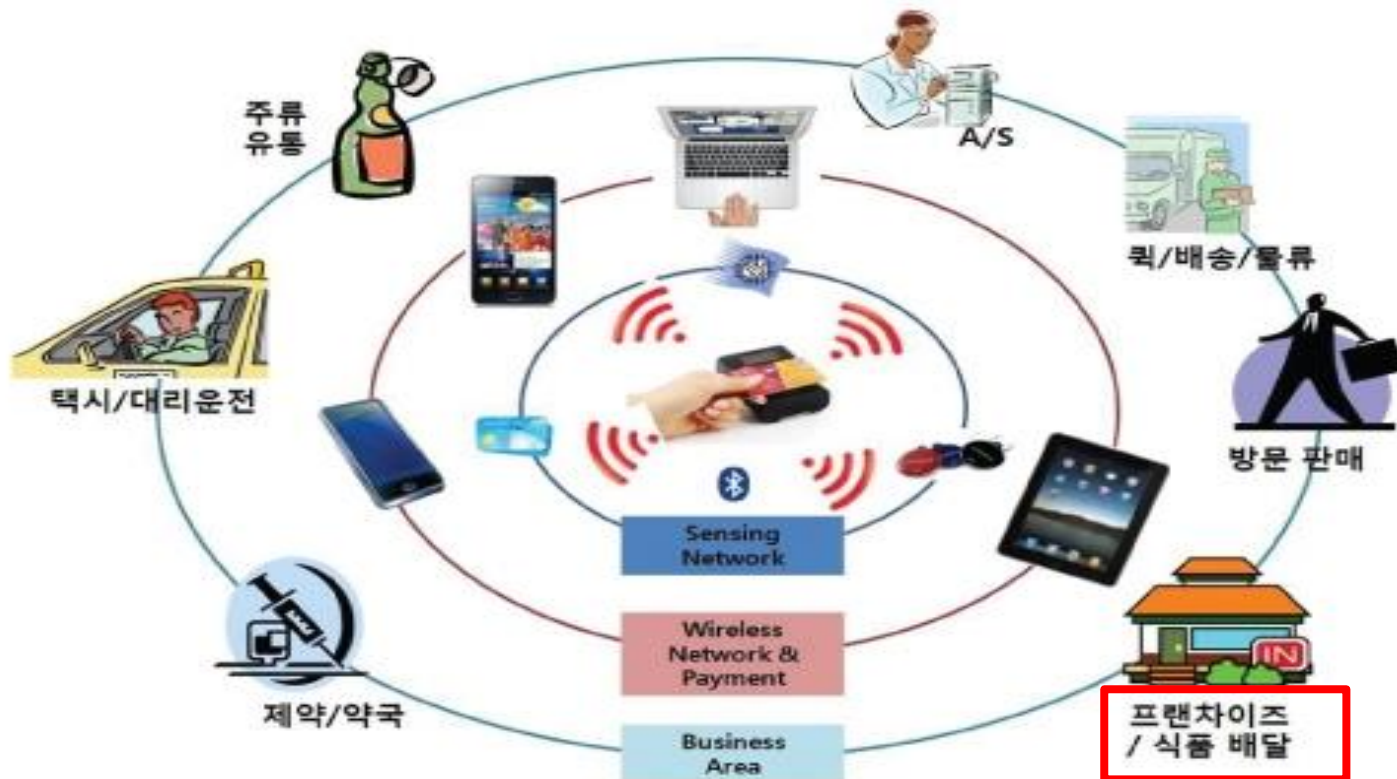 주류
유통
A/S
퀵/배송/물류
택시/대리운전
방문 판매
Sensing
Network
Wireless
Network &
Payment
IN
제약/약국
프랜차이즈
/ 식품 배달
Business
Area